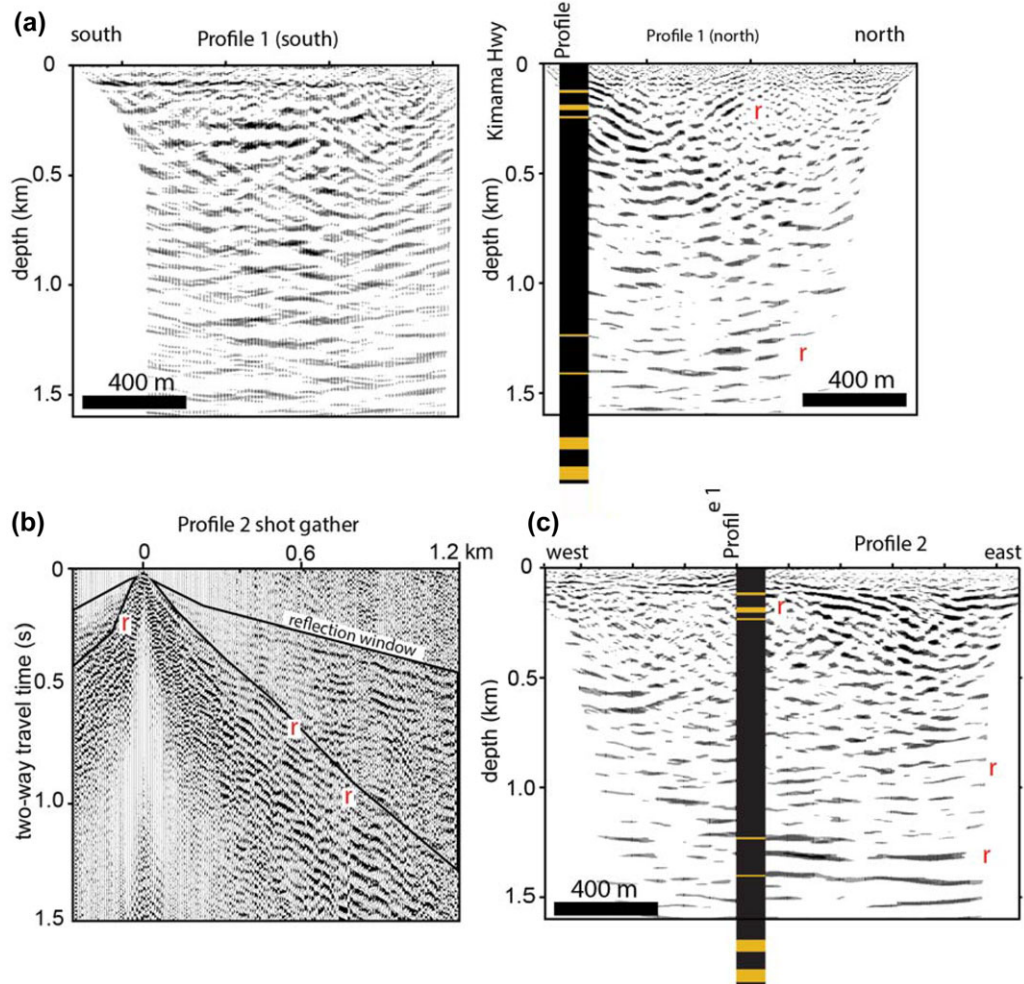 (a)
south
Profile 1 (south)
0
0.5
1.0
1.5
depth (km)
400 m
Kimama Hwy
Profile
Profile 1 (north)
north
0
0.5
1.0
1.5
depth (km)
r
r
400 m
(b)
Profile 2 shot gather
0
0.6
1.2 km
0
0.5
1.0
1.5
two-way travel time (s)
reflection window
r
r
r
(c)
west
Profil
e 1
Profile 2
east
0
0.5
1.0
1.5
depth (km)
r
r
r
400 m